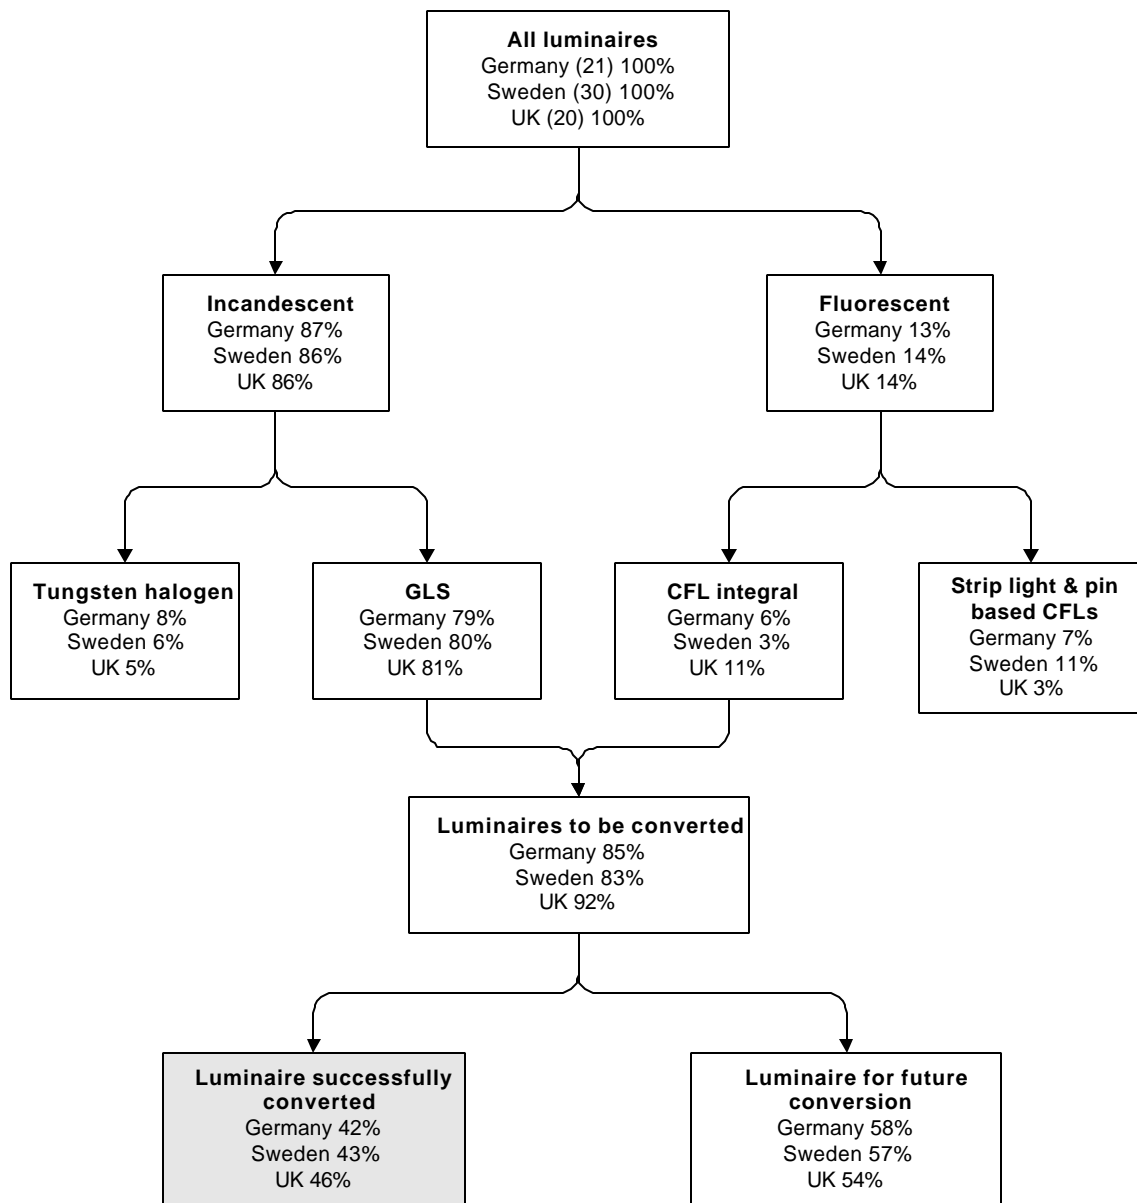 All luminaires
Germany (21) 100%
Sweden (30) 100%
UK (20) 100%
Incandescent
Germany 87%
Sweden 86%
UK 86%
Fluorescent
Germany 13%
Sweden 14%
UK 14%
Tungsten halogen
Germany 8%
Sweden 6%
UK 5%
GLS
Germany 79%
Sweden 80%
UK 81%
CFL integral
Germany 6%
Sweden 3%
UK 11%
Strip light & pin
based CFLs
Germany 7%
Sweden 11%
UK 3%
Luminaires to be converted
Germany 85%
Sweden 83%
UK 92%
Luminaire successfully
converted
Germany 42%
Sweden 43%
UK 46%
Luminaire for future
conversion
Germany 58%
Sweden 57%
UK 54%